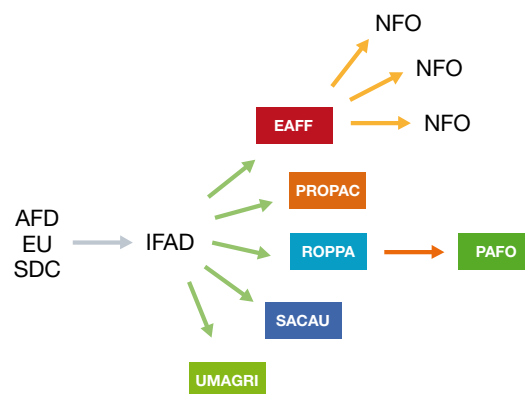 NFO
NFO
NFO
EAFF
PROPAC
AFD
EU
SDC
IFAD
ROPPA
PAFO
SACAU
UMAGRI